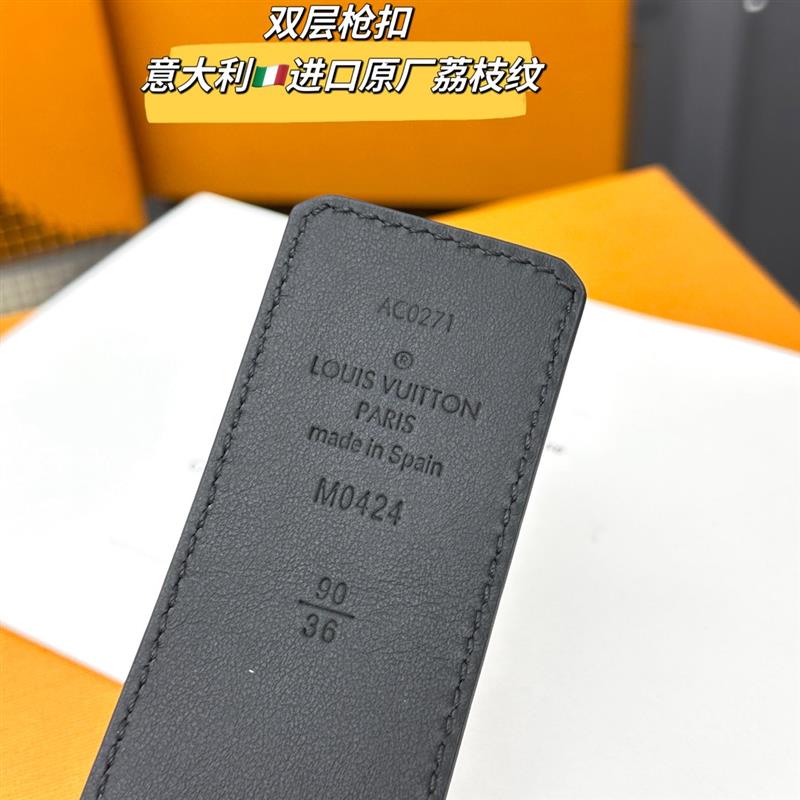 双层枪扣
意大利🇮🇹进口原厂荔枝纹
AC0271
®
LOUIS VUITTON
PARIS
made in Spain
M0424
90
36